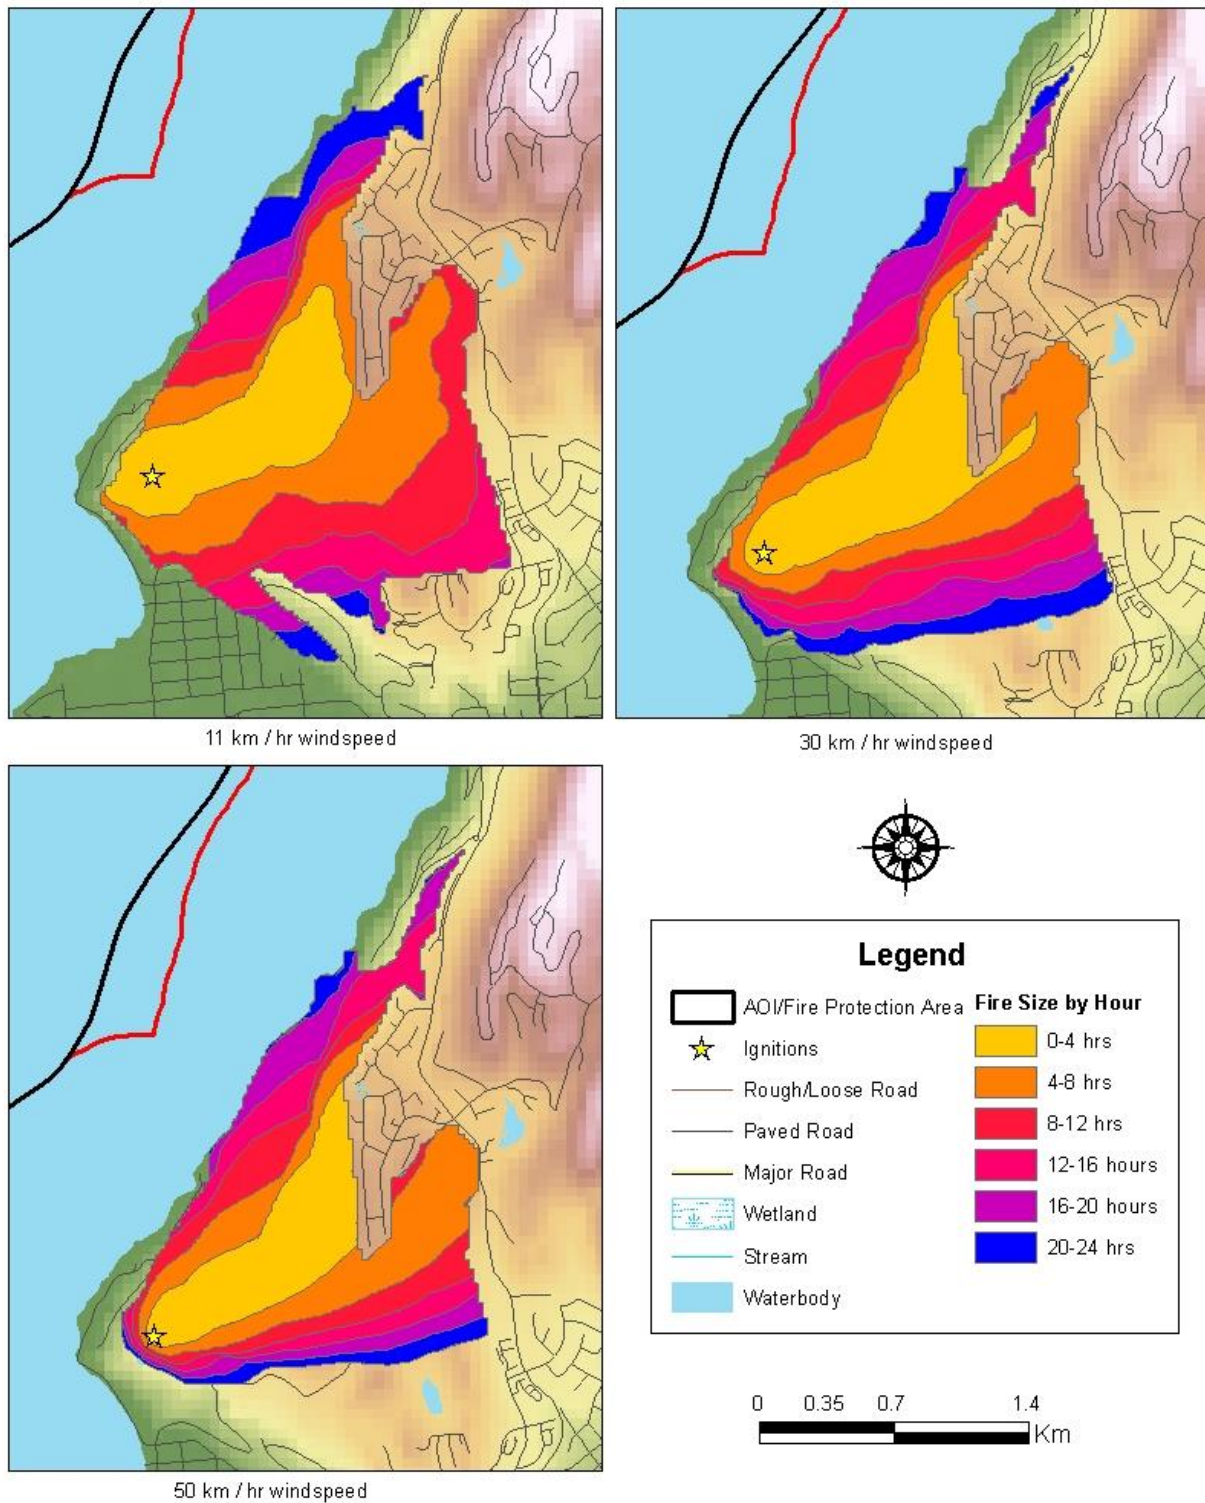 11 km / hr windspeed
30 km / hr windspeed
50 km / hr windspeed
Legend
AOI/Fire Protection Area
Ignitions
Rough/Loose Road
Paved Road
Major Road
Wetland
Stream
Waterbody
Fire Size by Hour
0-4 hrs
4-8 hrs
8-12 hrs
12-16 hours
16-20 hours
20-24 hrs
0 0.35 0.7 1.4
Km